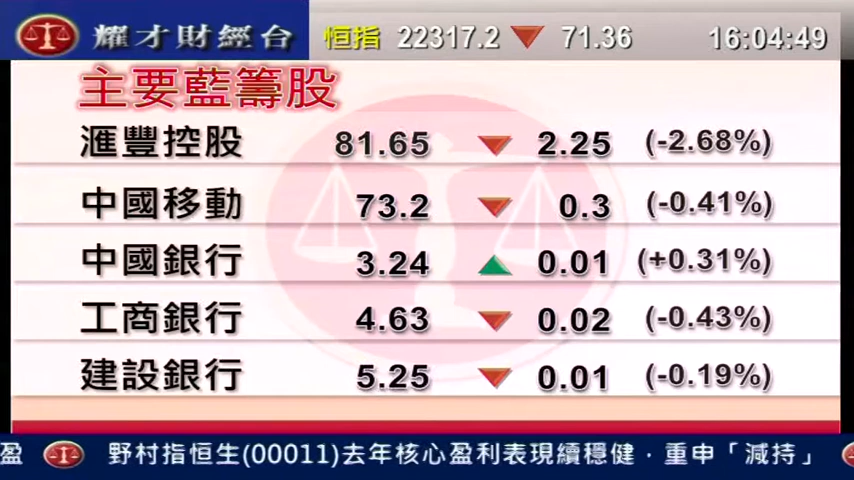 耀才財經台 恒指 22317.2 ▼ 71.36 16:04:49
主要藍籌股
滙豐控股 81.65 ▼ 2.25 (-2.68%)
中國移動 73.2 ▼ 0.3 (-0.41%)
中國銀行 3.24 ▲ 0.01 (+0.31%)
工商銀行 4.63 ▼ 0.02 (-0.43%)
建設銀行 5.25 ▼ 0.01 (-0.19%)
盈 野村指恒生(00011)去年核心盈利表現續穩健．重申「減持」